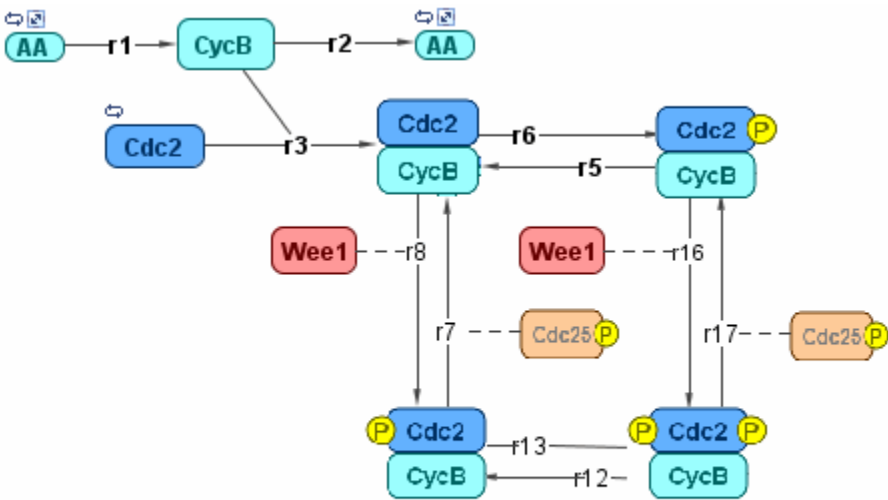 AA r1 CycB r2 AA
Cdc2 r3 Cdc2 r6 Cdc2 P
CycB r5 CycB
Wee1 r8 Wee1 r16
r7 Cdc25 P r17 Cdc25 P
P Cdc2 r13 P Cdc2 P
CycB r12 CycB